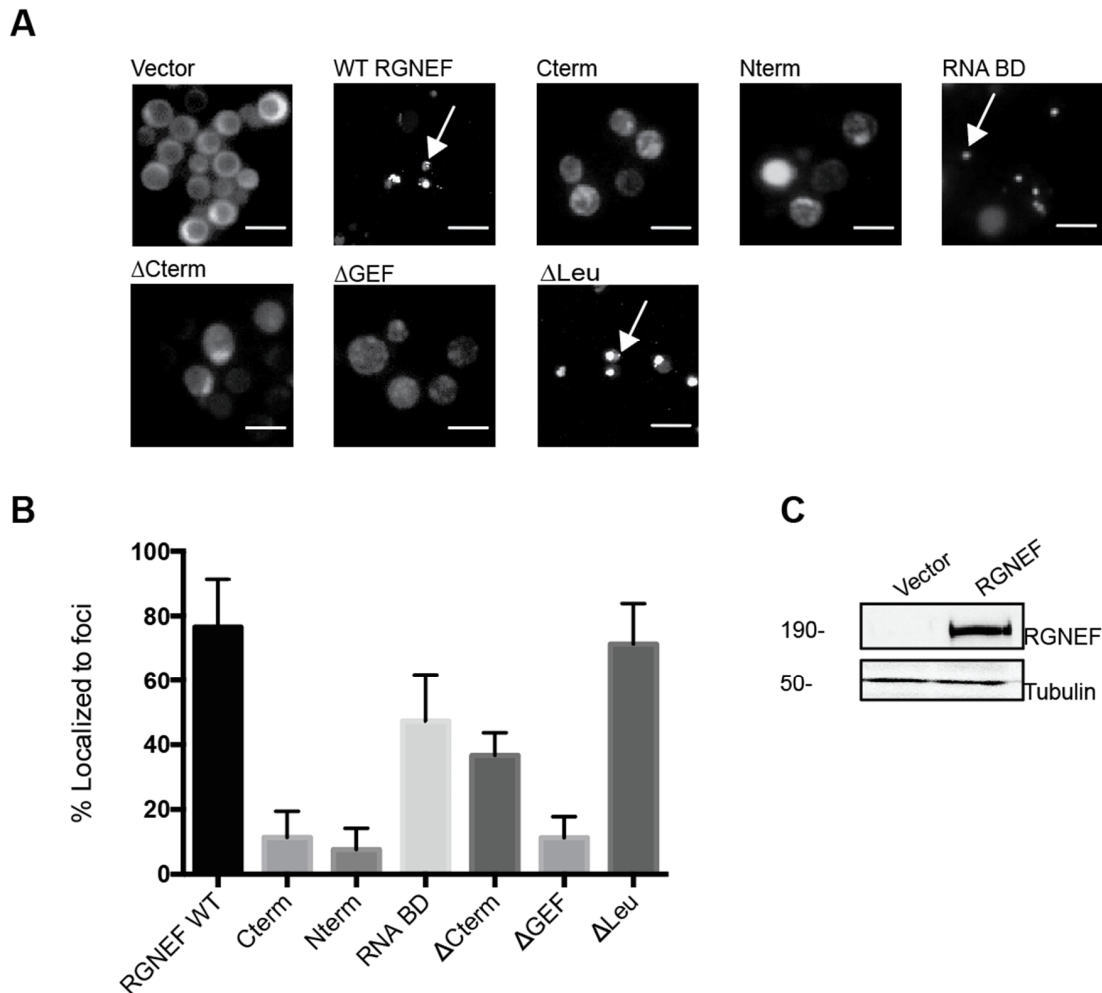 A
Vector
WT RGNEF
Cterm
Nterm
RNA BD
ΔCterm
ΔGEF
ΔLeu
B
% Localized to foci
100
80
60
40
20
0
RGNEF WT
Cterm
Nterm
RNA BD
ΔCterm
ΔGEF
ΔLeu
C
Vector
RGNEF
190-
RGNEF
50-
Tubulin